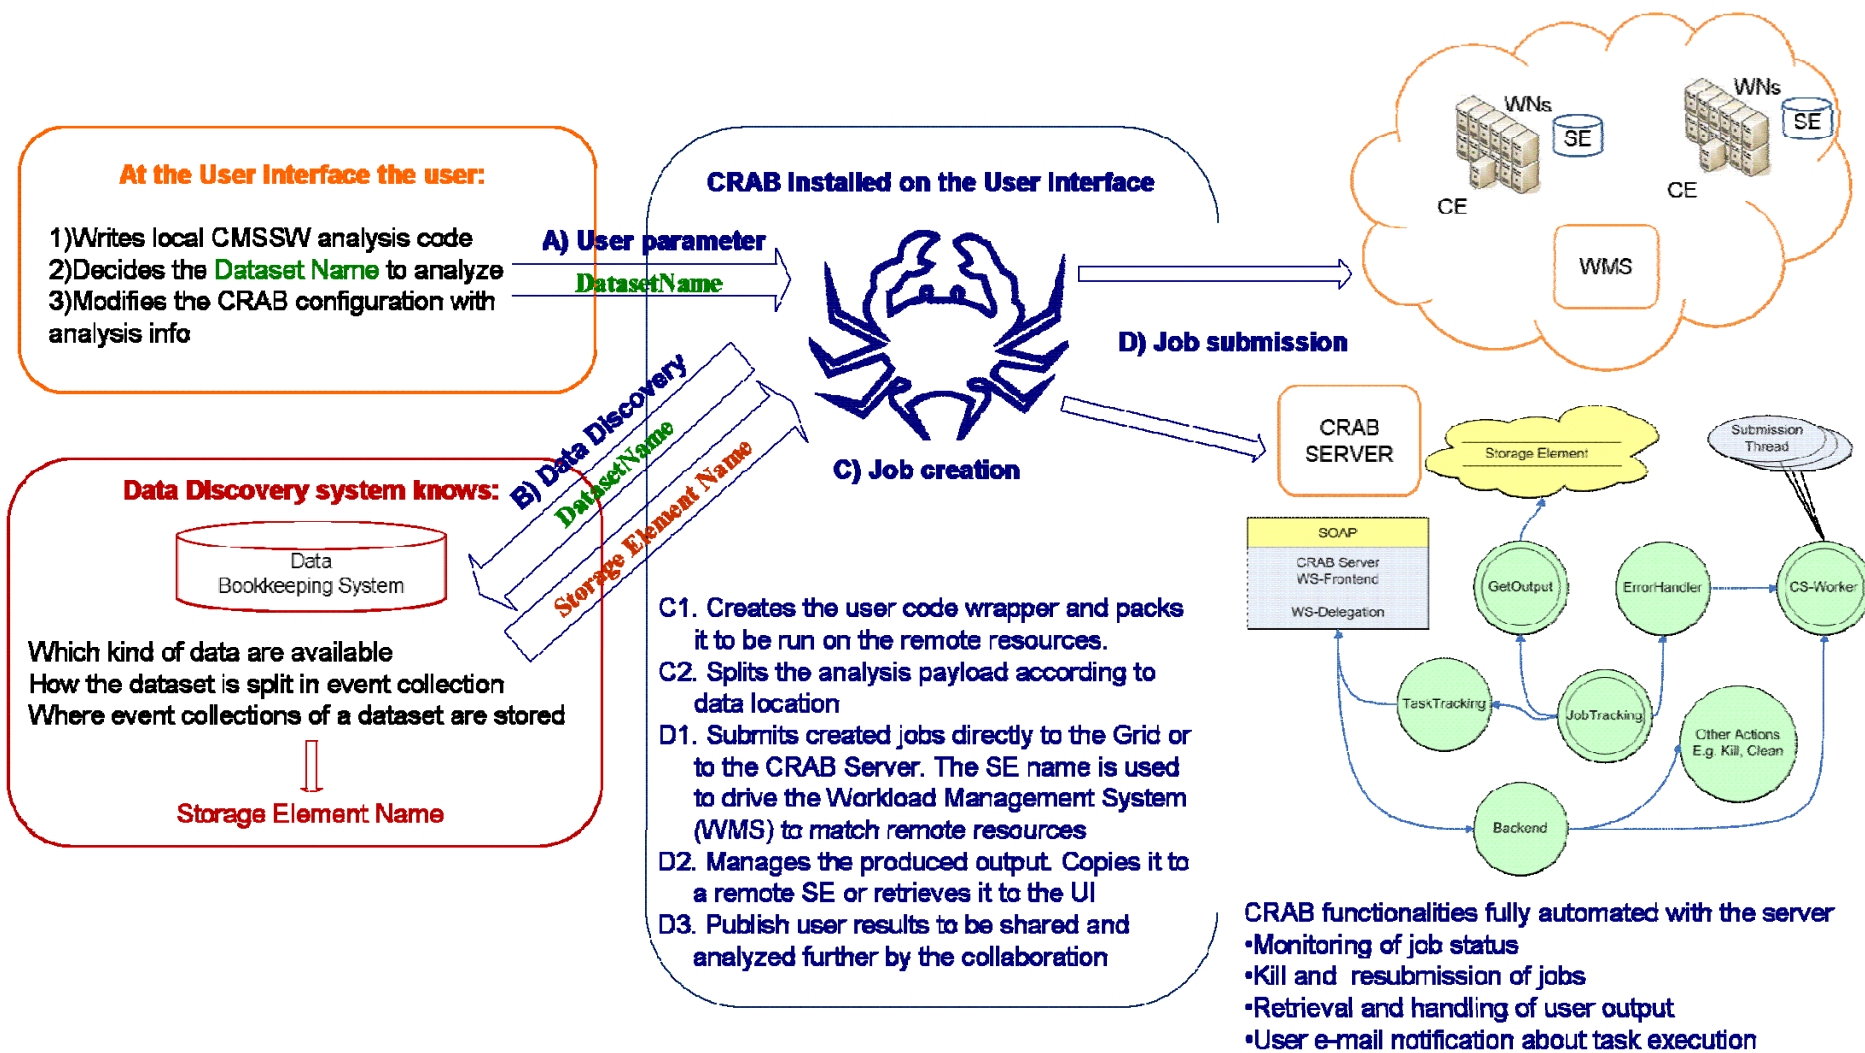 At the User Interface the user:
1)Writes local CMSSW analysis code
2)Decides the Dataset Name to analyze
3)Modifies the CRAB configuration with
analysis info
A) User parameter
DatasetName
CRAB Installed on the User Interface
B) Data Discovery
DatasetName
Storage Element Name
C) Job creation
D) Job submission
Data Discovery system knows:
Data
Bookkeeping System
Which kind of data are available
How the dataset is split in event collection
Where event collections of a dataset are stored
Storage Element Name
C1. Creates the user code wrapper and packs
it to be run on the remote resources.
C2. Splits the analysis payload according to
data location
D1. Submits created jobs directly to the Grid or
to the CRAB Server. The SE name is used
to drive the Workload Management System
(WMS) to match remote resources
D2. Manages the produced output. Copies it to
a remote SE or retrieves it to the UI
D3. Publish user results to be shared and
analyzed further by the collaboration
WNs
SE
CE
WNs
SE
CE
WMS
CRAB
SERVER
Storage Element
Submission
Thread
SOAP
CRAB Server
WS-Frontend
WS-Delegation
GetOutput
ErrorHandler
CS-Worker
TaskTracking
JobTracking
Other Actions
E.g. Kill, Clean
Backend
CRAB functionalities fully automated with the server
•Monitoring of job status
•Kill and resubmission of jobs
•Retrieval and handling of user output
•User e-mail notification about task execution